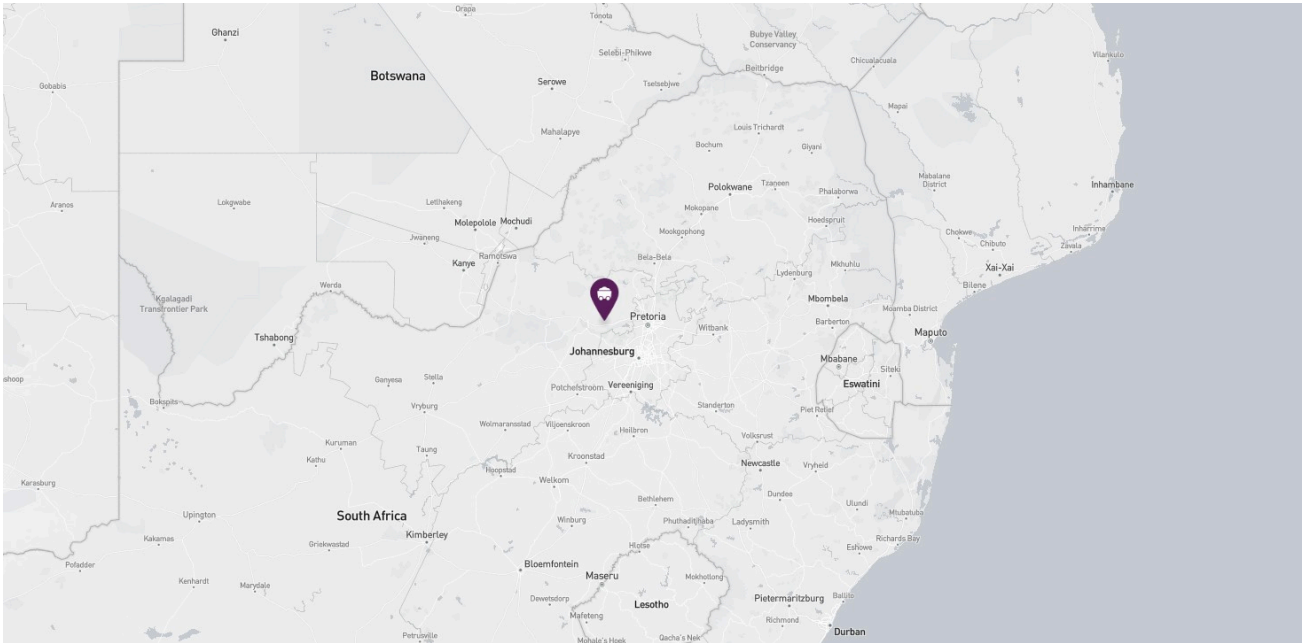 Orapa
Tonota
Ghanzi
Bubye Valley
Conservancy
Selebi-Phikwe
Vilankulo
Chicualacuala
Beitbridge
Botswana
Serowe
Tsetsebjwe
Gobabis
Mapai
Mahalapye
Louis Trichardt
Bochum
Giyani
Mabalane
District
Polokwane
Tzaneen
Phalaborwa
Inhambane
Aranos
Lokgwabe
Letlhakeng
Mokopane
Molepolole
Mochudi
Hoedspruit
Jwaneng
Mookgophong
Chokwe
Inharrime
Chibuto
Zavala
Ramotswa
Bela-Bela
Kanye
Mkhuhlu
Xai-Xai
Lydenburg
Werda
Bilene
Kgalagadi
Transfrontier Park
Mbombela
Moamba District
Pretoria
Barberton
Witbank
Maputo
Tshabong
Johannesburg
Mbabane
Siteki
Ganyesa
Stella
Eswatini
shoop
Potchefstroom
Vereeniging
Bokspits
Vryburg
Standerton
Piet Retief
Wolmaransstad
Viljoenskroon
Heilbron
Volksrust
Kuruman
Taung
Kathu
Kroonstad
Newcastle
Vryheid
Hoopstad
Karasburg
Welkom
Dundee
Bethlehem
Ulundi
Upington
South Africa
Winburg
Phuthaditjhaba
Ladysmith
Mtubatuba
Kimberley
Kakamas
Griekwastad
Hlotse
Eshowe
Richards Bay
Pofadder
Bloemfontein
Maseru
Mokhotlong
Kenhardt
Marydale
Dewetsdorp
Lesotho
Pietermaritzburg
Ballito
Mafeteng
Richmond
Petrusville
Mohale's Hoek
Qacha's Nek
Durban